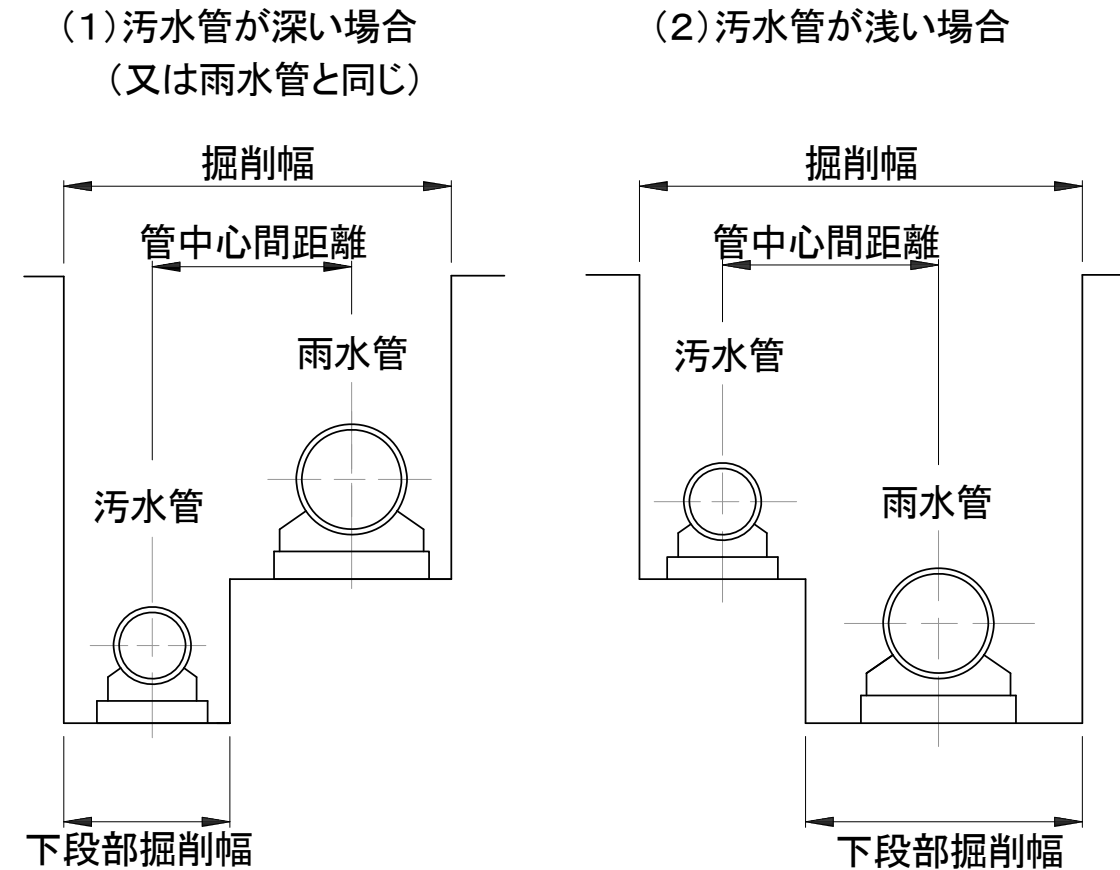 (1)汚水管が深い場合
(又は雨水管と同じ)
掘削幅
管中心間距離
雨水管
汚水管
下段部掘削幅
(2)汚水管が浅い場合
掘削幅
管中心間距離
汚水管
雨水管
下段部掘削幅